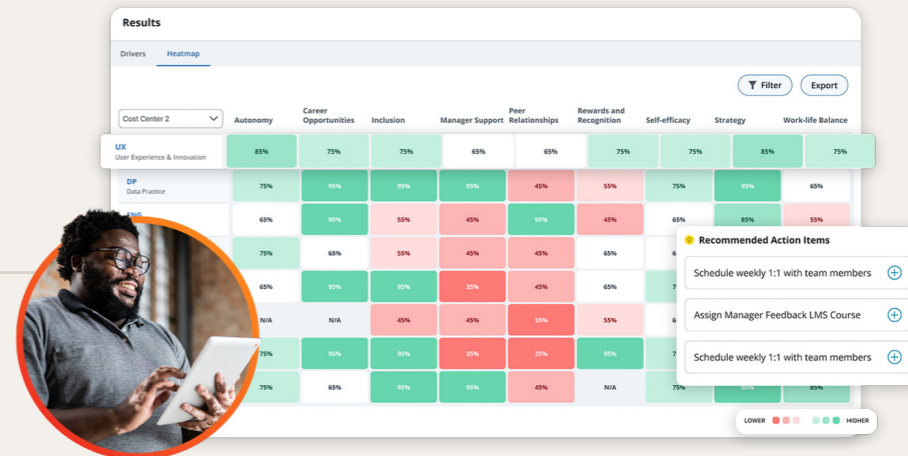 Results
Drivers Heatmap
Filter Export
Cost Center 2 Autonomy Career Opportunities Inclusion Manager Support Peer Relationships Rewards and Recognition Self-efficacy Strategy Work-life Balance
UX 85% 75% 75% 65% 65% 75% 75% 85% 75%
User Experience & Innovation
DP 75% 95% 95% 95% 45% 55% 75% 95% 65%
Data Practice
ENG 65% 95% 55% 45% 95% 45% 65% 85% 55%
75% 65% 55% 45% 45% 65%
65% 95% 95% 35% 45% 65%
N/A N/A 45% 45% 35% 55%
75% 95% 95% 35% 35% 95%
75% 65% 95% 95% 45% N/A 75% 95% 85%
Recommended Action Items
Schedule weekly 1:1 with team members
Assign Manager Feedback LMS Course
Schedule weekly 1:1 with team members
LOWER HIGHER